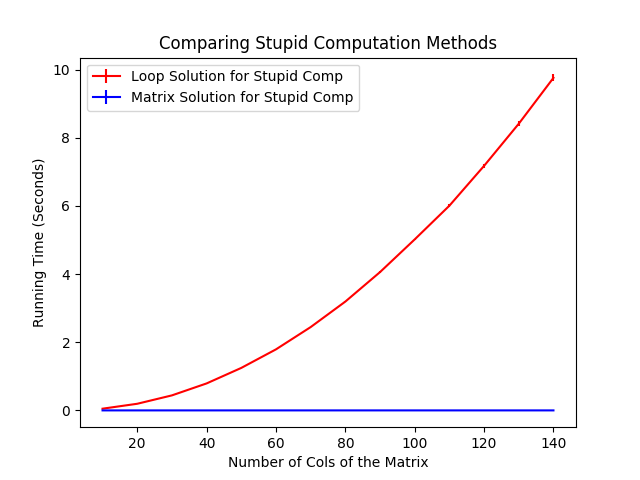 Comparing Stupid Computation Methods
Loop Solution for Stupid Comp
Matrix Solution for Stupid Comp
Running Time (Seconds)
10
8
6
4
2
0
20 40 60 80 100 120 140
Number of Cols of the Matrix